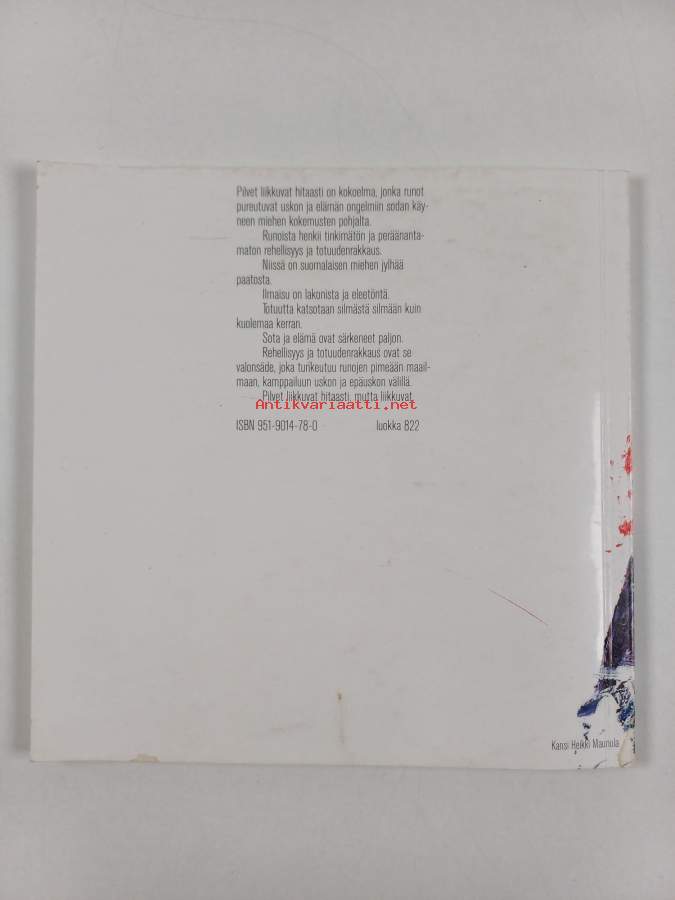 Pilvet liikkuvat hitaasti on kokoelma, jonka runot
pureutuvat uskon ja elämän ongelmiin sodan käy-
neen miehen kokemusten pohjalta.
Runoista henkii tinkimätön ja peräänanta-
maton rehellisyys ja totuudenrakkaus.
Niissä on suomalaisen miehen jylhää
paatosta.
Ilmaisu on lakonista ja eleetöntä.
Totuutta katsotaan silmästä silmään kuin
kuolemaa kerran.
Sota ja elämä ovat särkeneet paljon.
Rehellisyys ja totuudenrakkaus ovat se
valonsäde, joka tunkeutuu runojen pimeään maail-
maan, kamppailuun uskon ja epäuskon välillä.
Pilvet liikkuvat hitaasti, mutta liikkuvat.
Antikvariaatti.net
ISBN 951-9014-78-0 luokka 822
Kansi Heikki Maunula